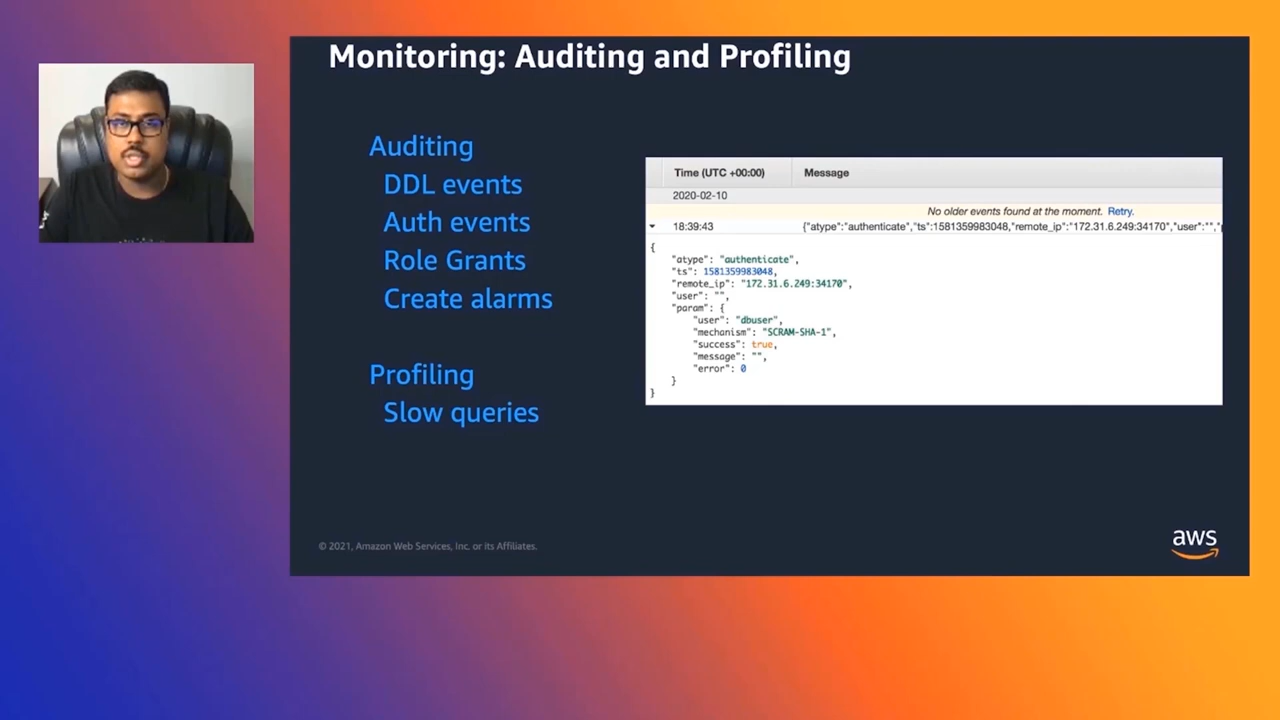 Monitoring: Auditing and Profiling
Auditing
DDL events
Auth events
Role Grants
Create alarms
Profiling
Slow queries
Time (UTC +00:00) Message
2020-02-10
No older events found at the moment. Retry.
18:39:43 {"atype":"authenticate","ts":1581359983048,"remote_ip":"172.31.6.249:34170","user":"","
{
"atype": "authenticate",
"ts": 1581359983048,
"remote_ip": "172.31.6.249:34170",
"user": "",
"param": {
"user": "dbuser",
"mechanism": "SCRAM-SHA-1",
"success": true,
"message": "",
"error": 0
}
}
© 2021, Amazon Web Services, Inc. or its Affiliates.
aws